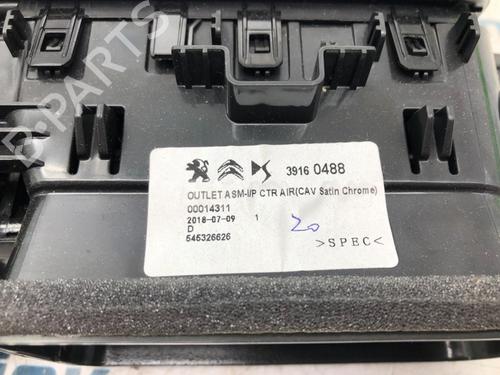 3916 0488
OUTLET ASM-I/P CTR AIR(CAV Satin Chrome)
00014311
2018-07-09 1
D
545326626
20
>SPEC<
B-PARTS